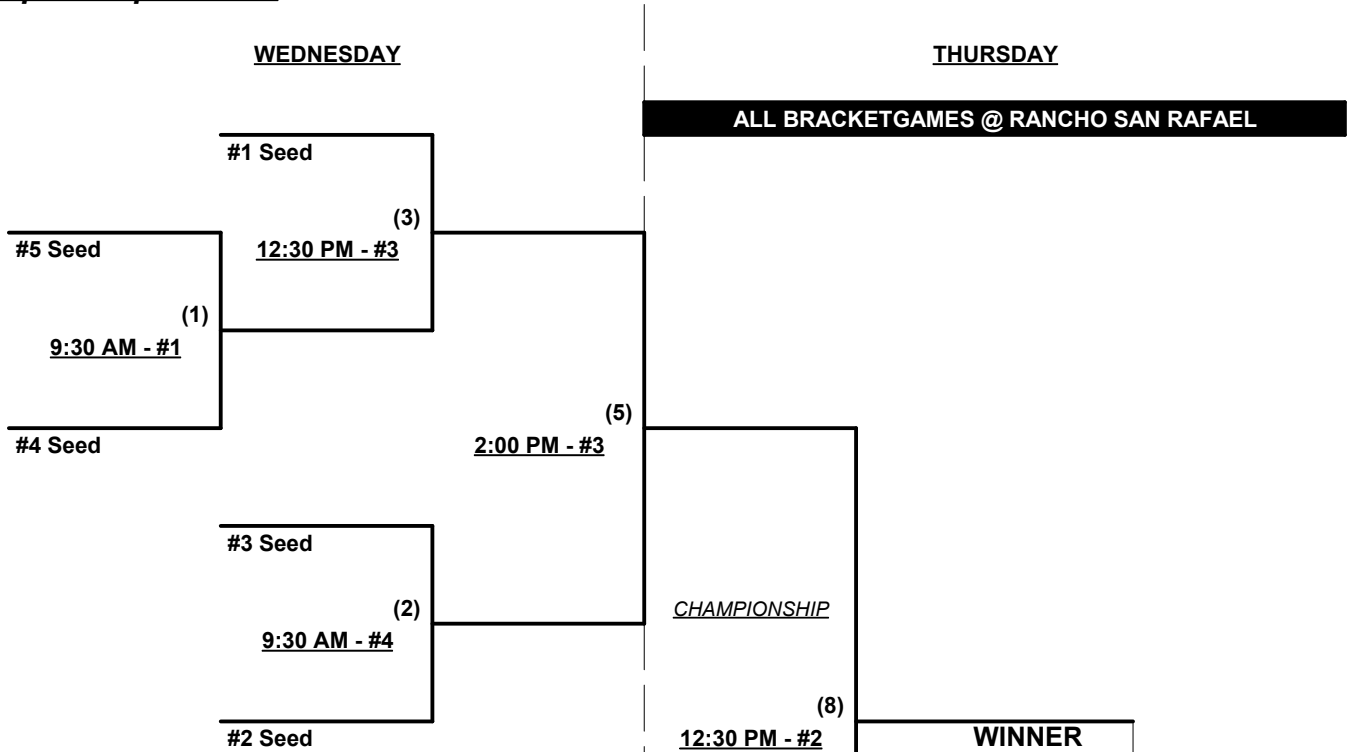 WEDNESDAY
THURSDAY
ALL BRACKETGAMES @ RANCHO SAN RAFAEL
#1 Seed
(3)
#5 Seed
12:30 PM - #3
(1)
9:30 AM - #1
(5)
#4 Seed
2:00 PM - #3
#3 Seed
(2)
CHAMPIONSHIP
9:30 AM - #4
(8)
#2 Seed
12:30 PM - #2
WINNER